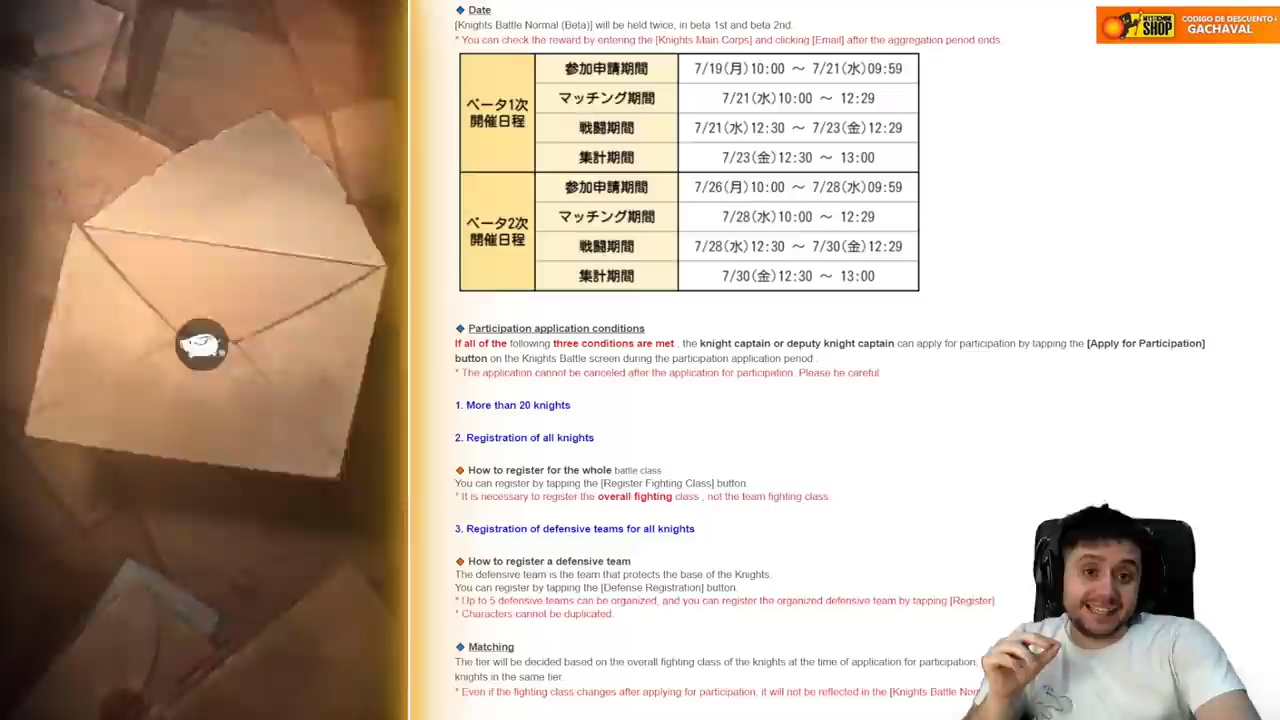 Date
[Knights Battle Normal (Beta)] will be held twice, in beta 1st and beta 2nd.
* You can check the reward by entering the [Knights Main Corps] and clicking [Email] after the aggregation period ends.
CODIGO DE DESCUENTO
SHOP
GACHAVAL
ベータ1次
開催日程
参加申請期間 7/19(月)10:00 ～ 7/21(水)09:59
マッチング期間 7/21(水)10:00 ～ 12:29
戦闘期間 7/21(水)12:30 ～ 7/23(金)12:29
集計期間 7/23(金)12:30 ～ 13:00
ベータ2次
開催日程
参加申請期間 7/26(月)10:00 ～ 7/28(水)09:59
マッチング期間 7/28(水)10:00 ～ 12:29
戦闘期間 7/28(水)12:30 ～ 7/30(金)12:29
集計期間 7/30(金)12:30 ～ 13:00
Participation application conditions
If all of the following three conditions are met , the knight captain or deputy knight captain can apply for participation by tapping the [Apply for Participation]
button on the Knights Battle screen during the participation application period .
* The application cannot be canceled after the application for participation. Please be careful.
1. More than 20 knights
2. Registration of all knights
How to register for the whole battle class
You can register by tapping the [Register Fighting Class] button.
* It is necessary to register the overall fighting class , not the team fighting class.
3. Registration of defensive teams for all knights
How to register a defensive team
The defensive team is the team that protects the base of the Knights.
You can register by tapping the [Defense Registration] button.
* Up to 5 defensive teams can be organized, and you can register the organized defensive team by tapping [Register].
* Characters cannot be duplicated.
Matching
The tier will be decided based on the overall fighting class of the knights at the time of application for participation,
knights in the same tier.
* Even if the fighting class changes after applying for participation, it will not be reflected in the [Knights Battle